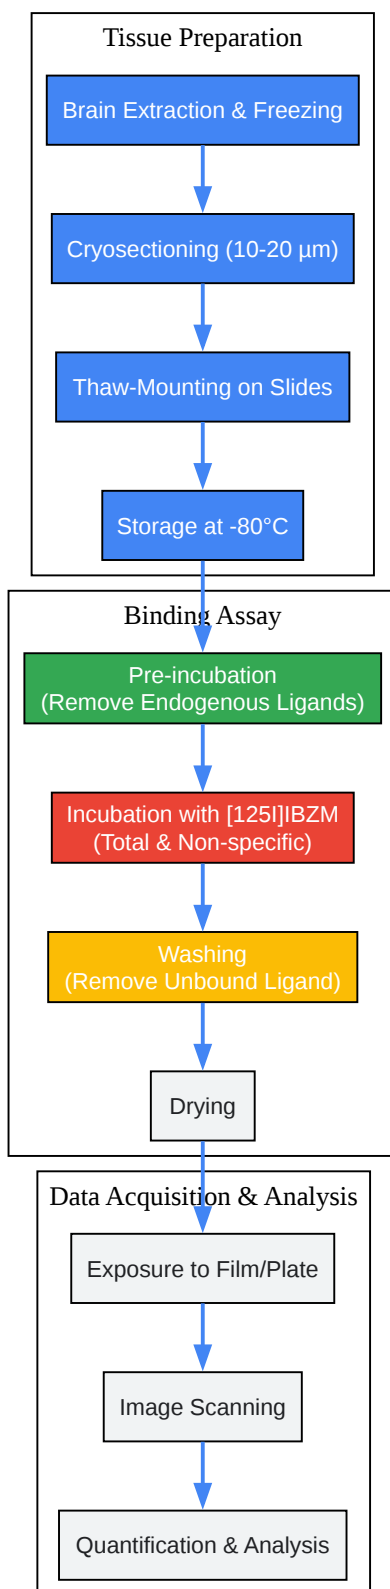 Tissue Preparation
Brain Extraction & Freezing
Cryosectioning (10-20 µm)
Thaw-Mounting on Slides
Storage at -80°C
Binding Assay
Pre-incubation
(Remove Endogenous Ligands)
Incubation with [125I]IBZM
(Total & Non-specific)
Washing
(Remove Unbound Ligand)
Drying
Data Acquisition & Analysis
Exposure to Film/Plate
Image Scanning
Quantification & Analysis